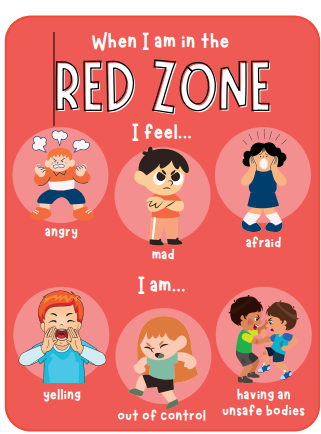 When I am in the
RED ZONE
I feel...
angry
mad
afraid
I am...
yelling
out of control
having an
unsafe bodies